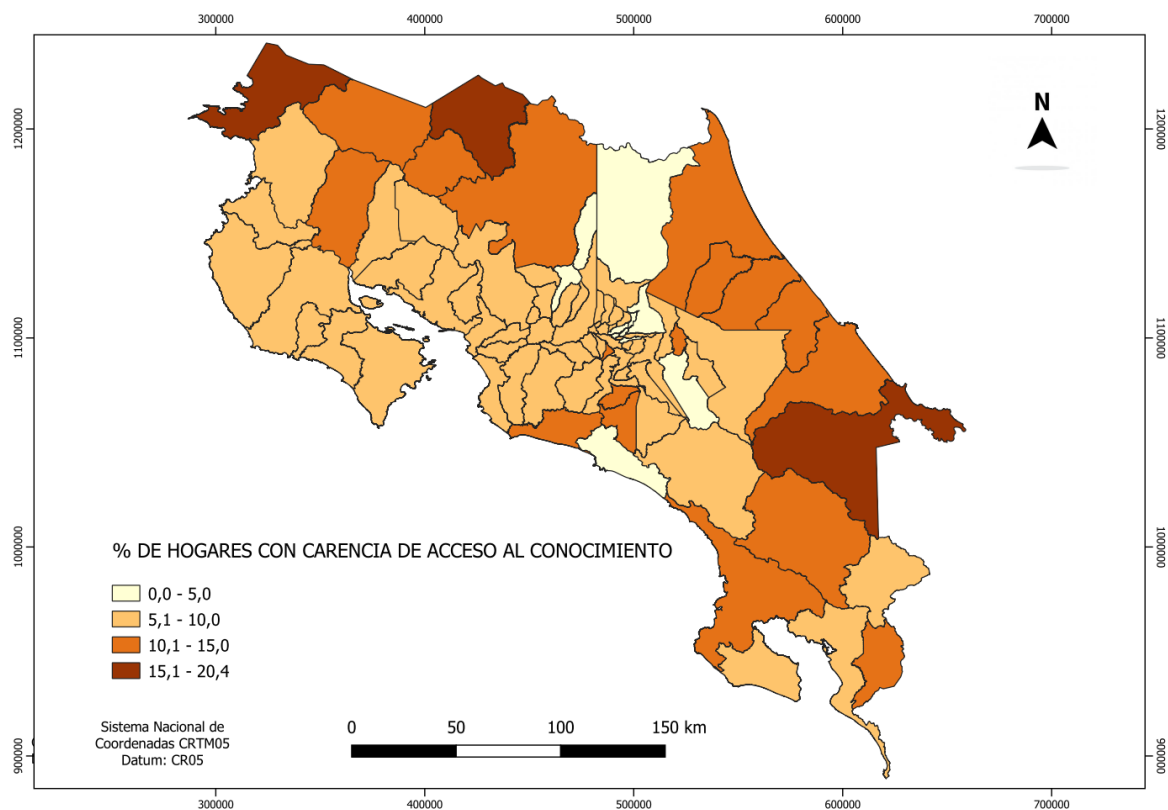 300000 400000 500000 600000 700000
N
1200000 1200000
1100000 1100000
1000000 1000000
900000 900000
% DE HOGARES CON CARENCIA DE ACCESO AL CONOCIMIENTO
0,0 - 5,0
5,1 - 10,0
10,1 - 15,0
15,1 - 20,4
Sistema Nacional de
Coordenadas CRTM05
Datum: CR05
0 50 100 150 km
300000 400000 500000 600000 700000